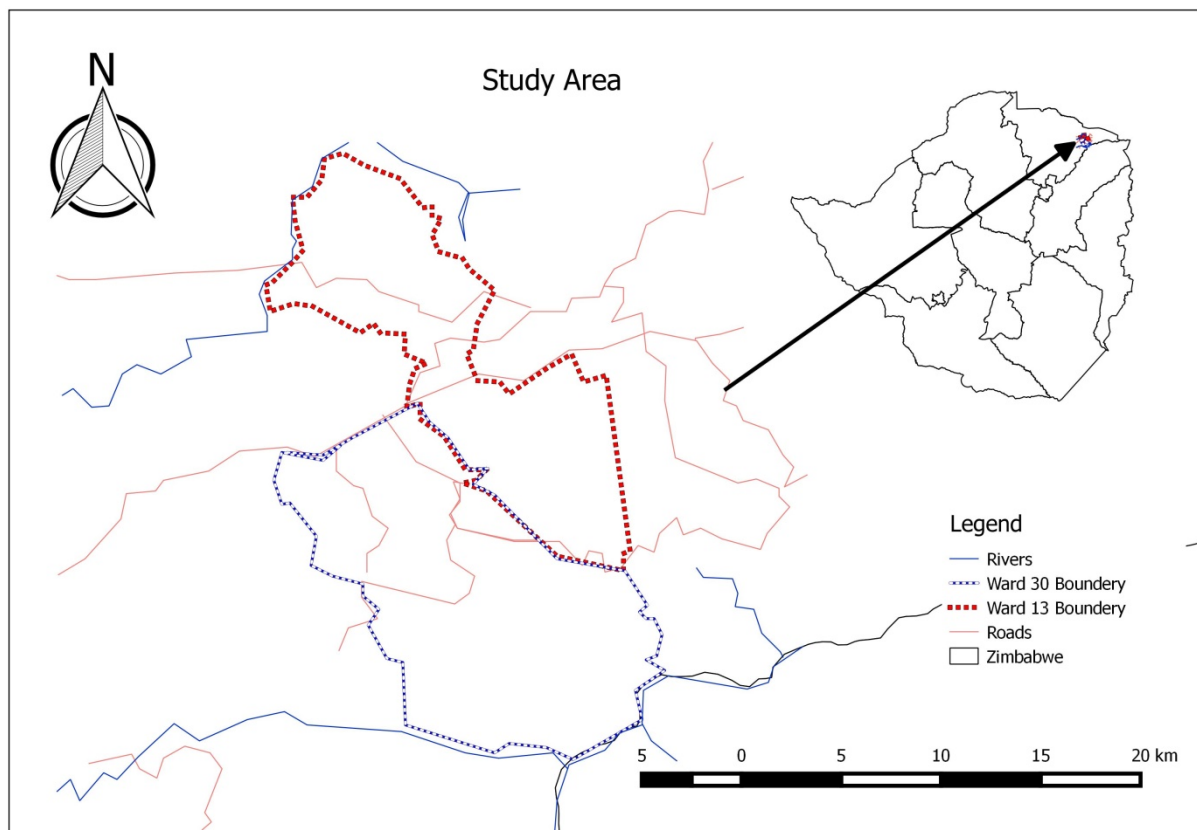 N
Study Area
Legend
Rivers
Ward 30 Boundery
Ward 13 Boundery
Roads
Zimbabwe
5 0 5 10 15 20 km